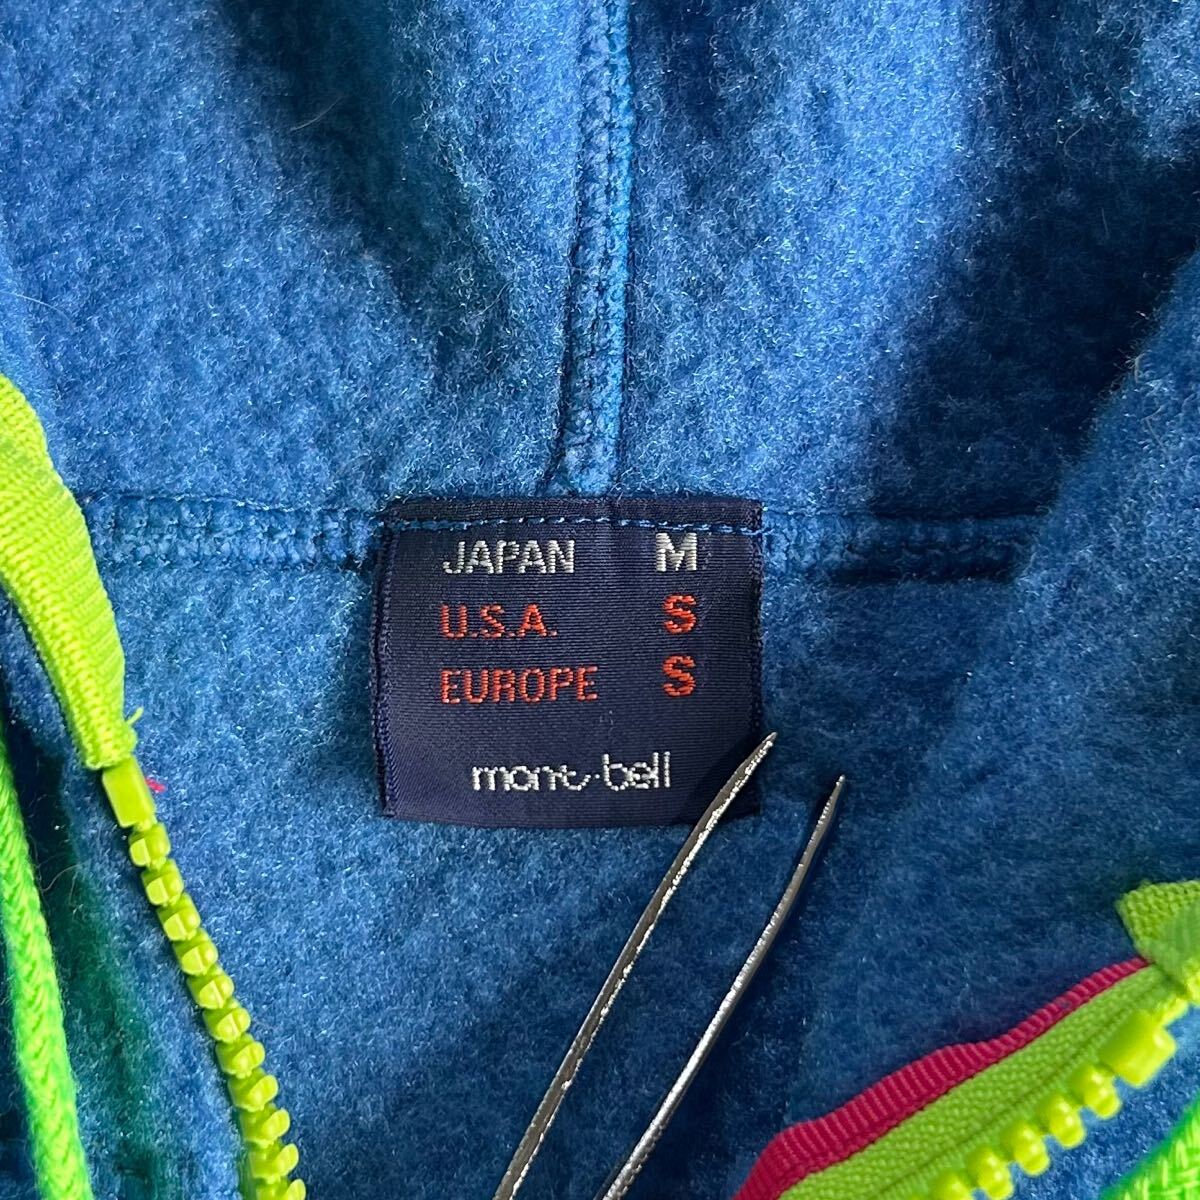 JAPAN M
U.S.A. S
EUROPE S
mont-bell